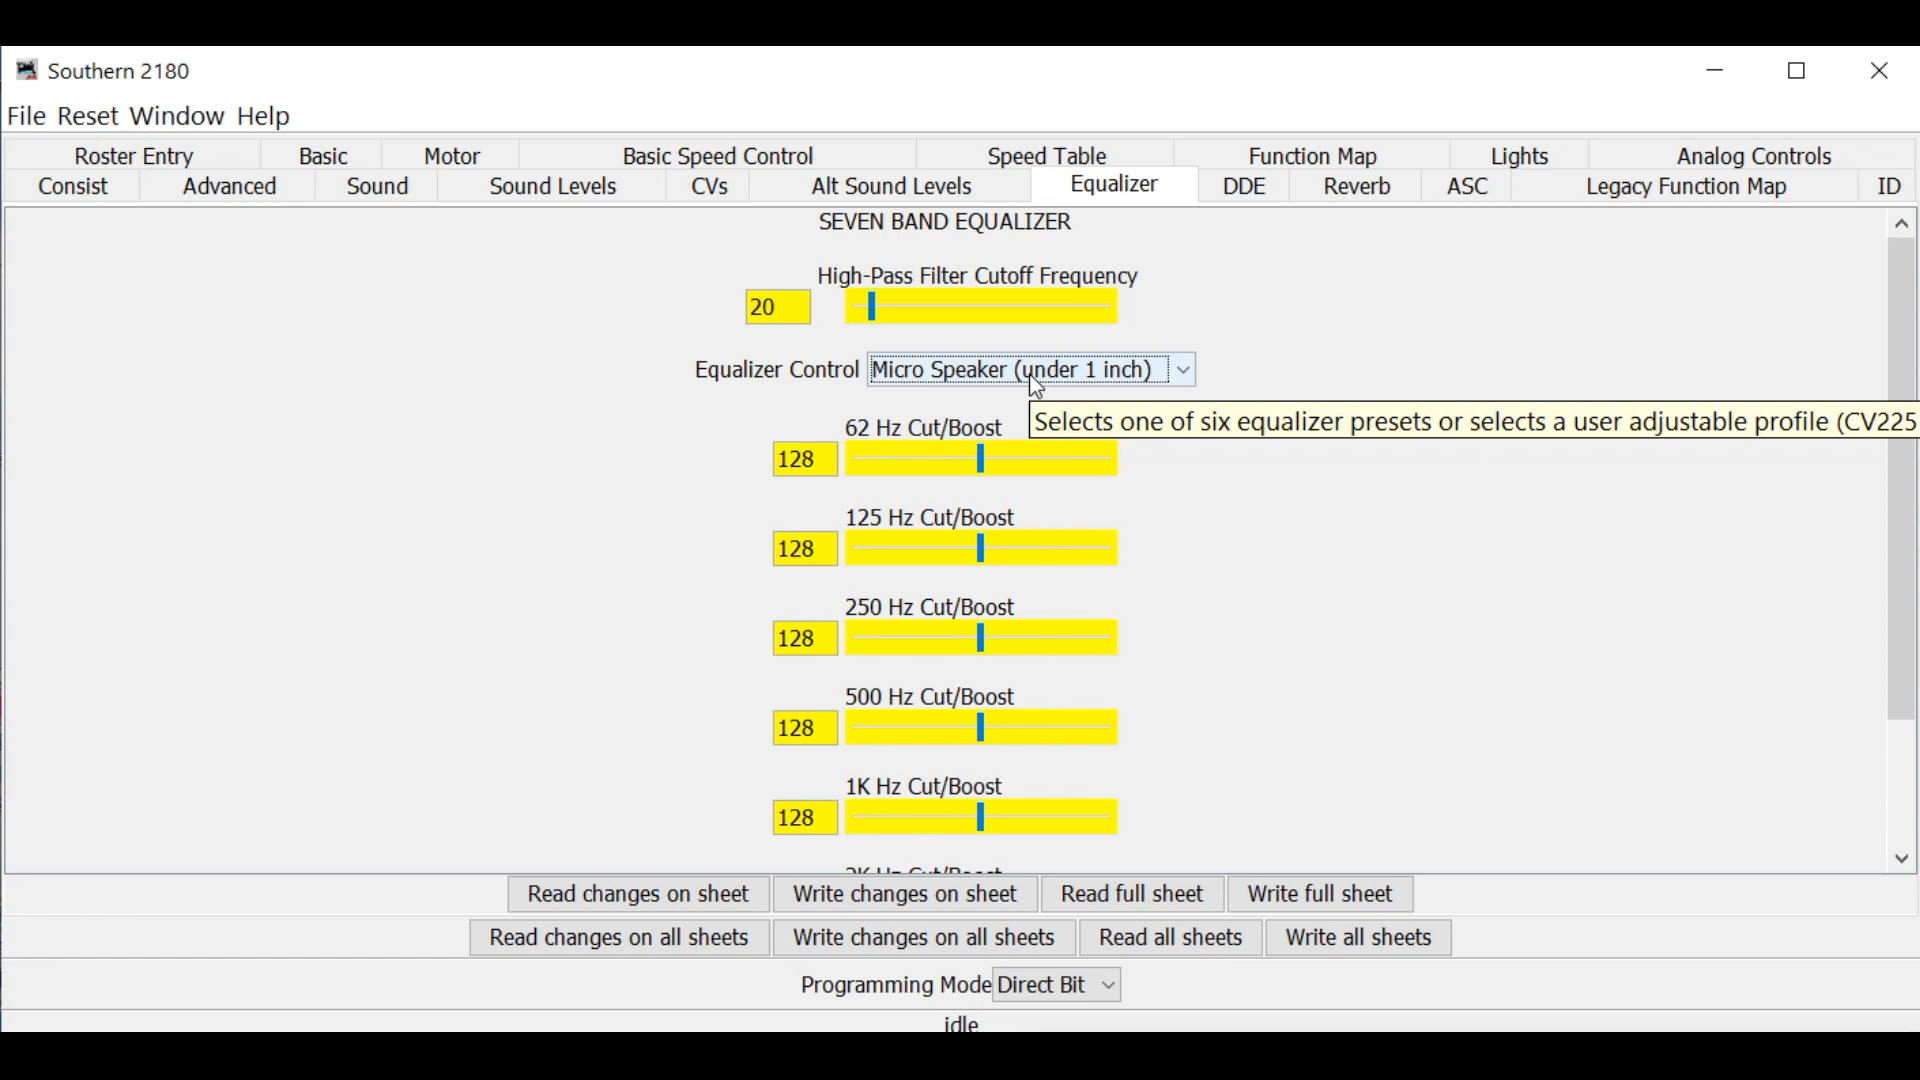 Southern 2180
File Reset Window Help
Roster Entry Basic Motor Basic Speed Control Speed Table Function Map Lights Analog Controls
Consist Advanced Sound Sound Levels CVs Alt Sound Levels Equalizer DDE Reverb ASC Legacy Function Map ID
SEVEN BAND EQUALIZER
High-Pass Filter Cutoff Frequency
20
Equalizer Control Micro Speaker (under 1 inch)
Selects one of six equalizer presets or selects a user adjustable profile (CV225
62 Hz Cut/Boost
128
125 Hz Cut/Boost
128
250 Hz Cut/Boost
128
500 Hz Cut/Boost
128
1K Hz Cut/Boost
128
2K Hz Cut/Boost
Read changes on sheet Write changes on sheet Read full sheet Write full sheet
Read changes on all sheets Write changes on all sheets Read all sheets Write all sheets
Programming Mode Direct Bit
idle